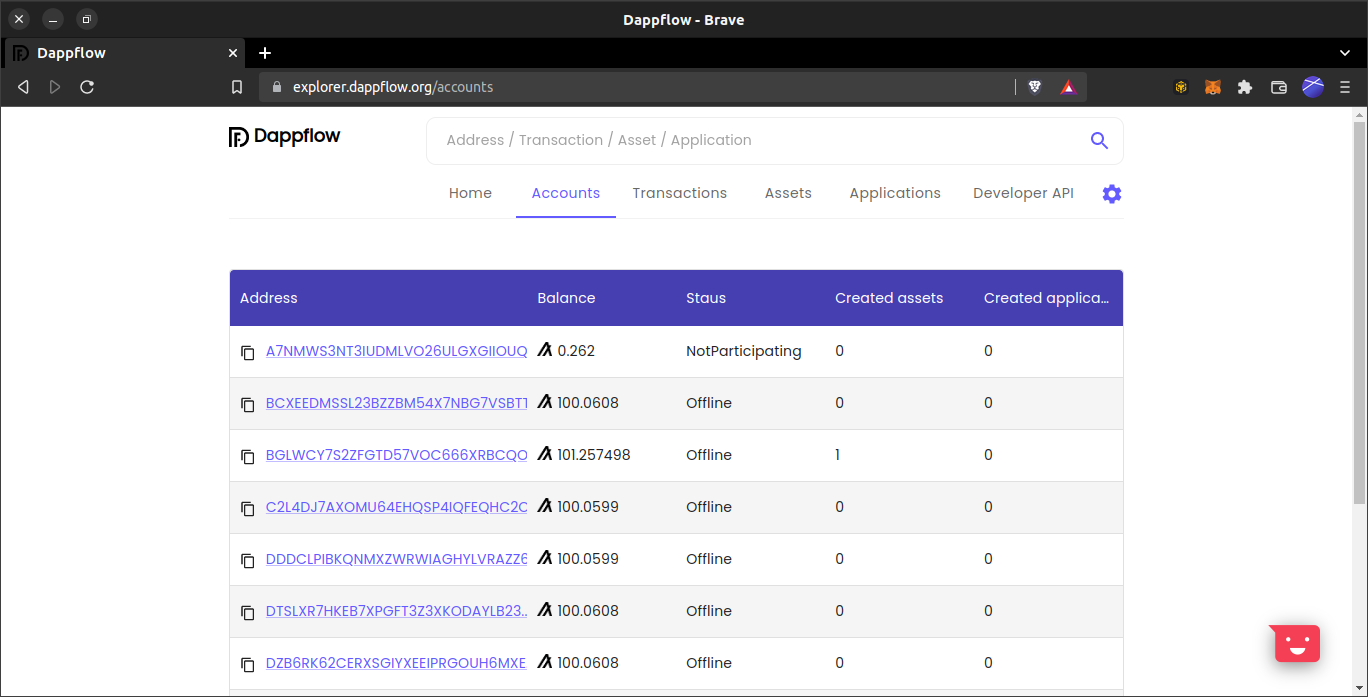 Dappflow - Brave
Dappflow
explorer.dappflow.org/accounts
Dappflow
Address / Transaction / Asset / Application
Home Accounts Transactions Assets Applications Developer API
Address Balance Staus Created assets Created applica...
A7NMWS3NT3IUDMLVO26ULGXGIIOUQ 0.262 NotParticipating 0 0
BCXEEDMSSL23BZZBM54X7NBG7VSBTT 100.0608 Offline 0 0
BGLWCY7S2ZFGTD57VOC666XRBCQO 101.257498 Offline 1 0
C2L4DJ7AXOMU64EHQSP4IQFEQHC2C 100.0599 Offline 0 0
DDDCLPIBKQNMXZWRWIAGHYLVRAZZ6 100.0599 Offline 0 0
DTSLXR7HKEB7XPGFT3Z3XKODAYLB23... 100.0608 Offline 0 0
DZB6RK62CERXSGIYXEEIPRGOUH6MXE 100.0608 Offline 0 0